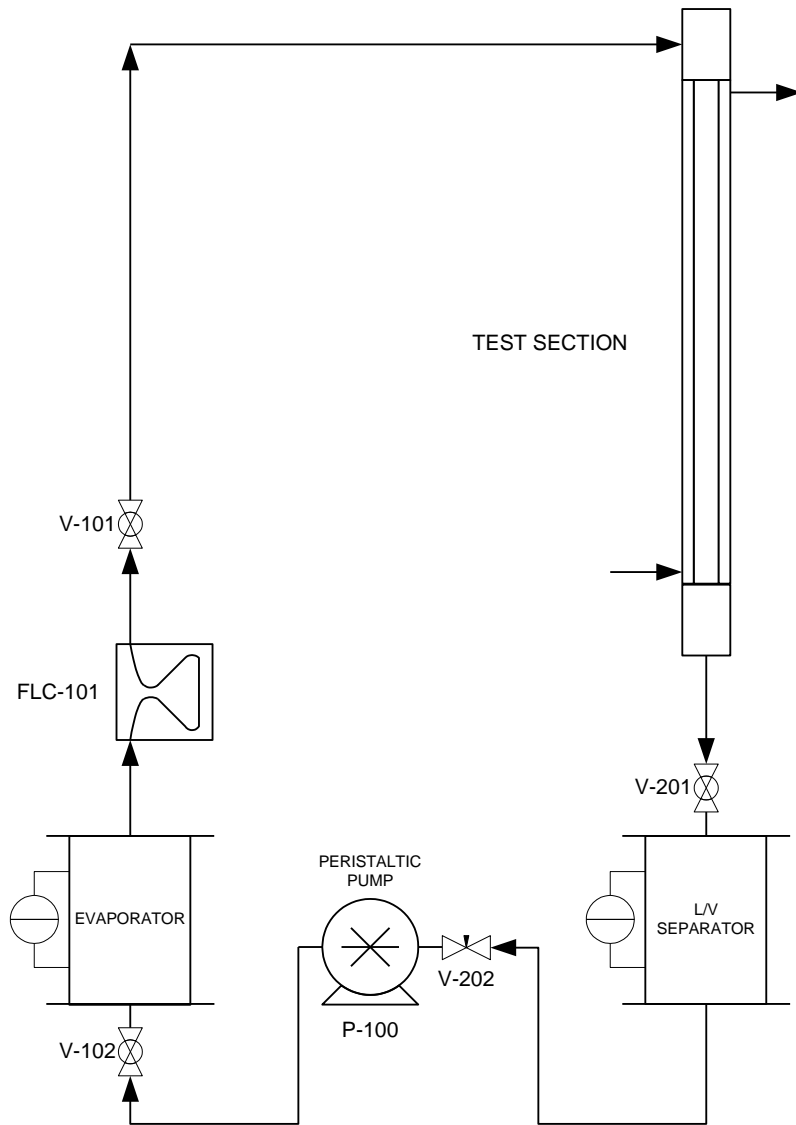 TEST SECTION
V-101
FLC-101
V-201
PERISTALTIC
PUMP
EVAPORATOR
L/V
SEPARATOR
V-202
P-100
V-102